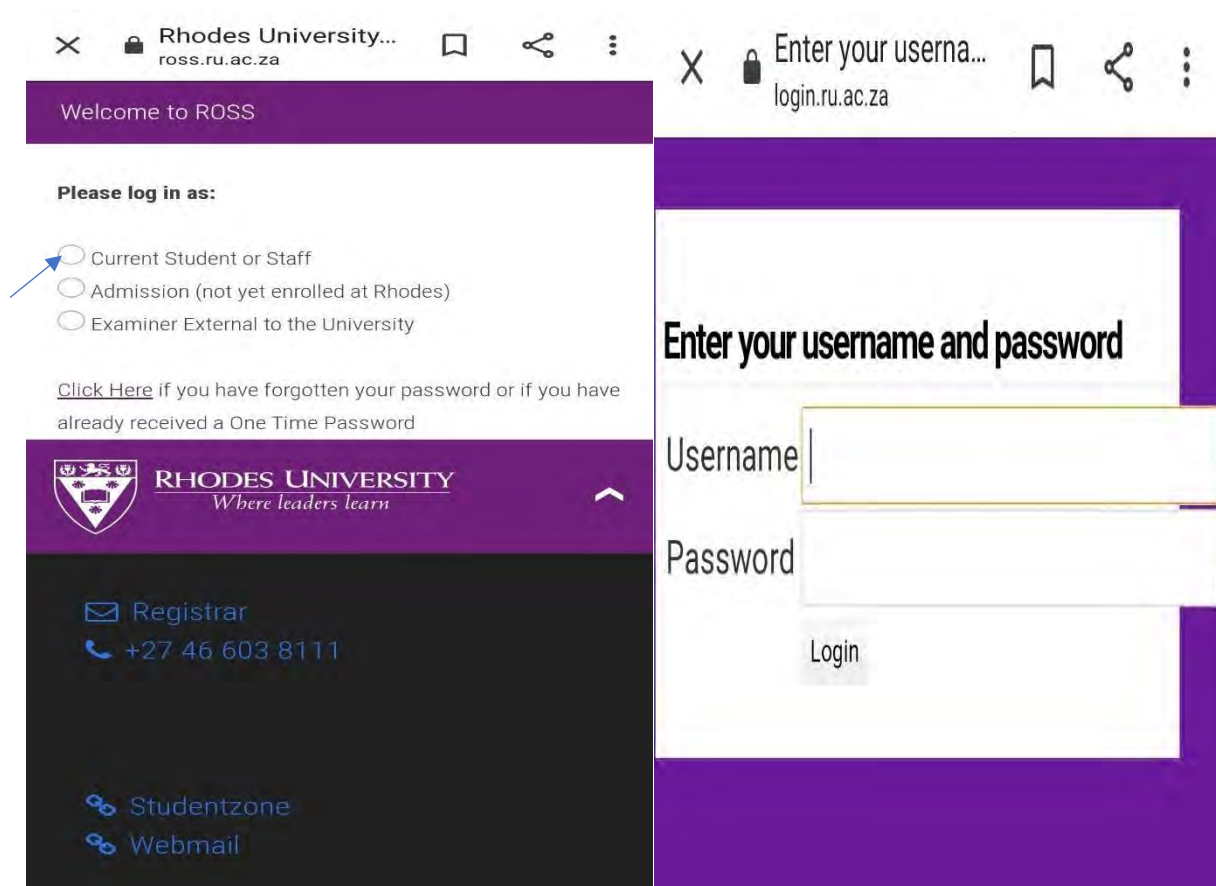 Rhodes University...
ross.ru.ac.za
Welcome to ROSS
Please log in as:
Current Student or Staff
Admission (not yet enrolled at Rhodes)
Examiner External to the University
Click Here if you have forgotten your password or if you have
already received a One Time Password
RHODES UNIVERSITY
Where leaders learn
Registrar
+27 46 603 8111
Studentzone
Webmail
Enter your userna...
login.ru.ac.za
Enter your username and password
Username
Password
Login